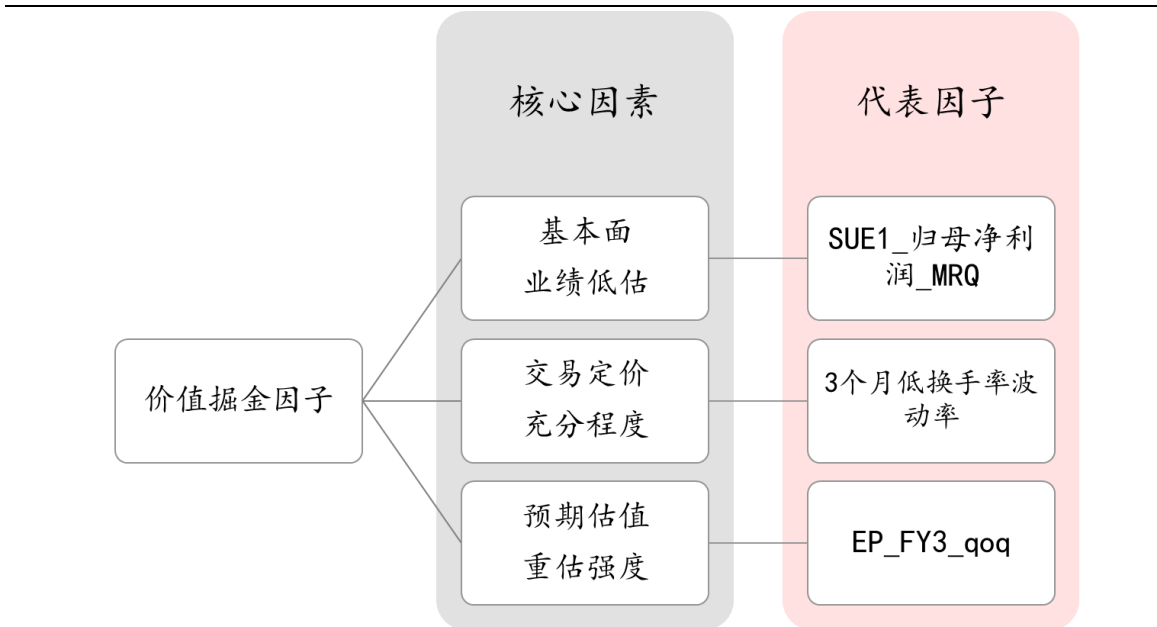 核心因素
代表因子
基本面
业绩低估
SUE1_归母净利
润_MRQ
价值掘金因子
交易定价
充分程度
3个月低换手率波
动率
预期估值
重估强度
EP_FY3_qoq